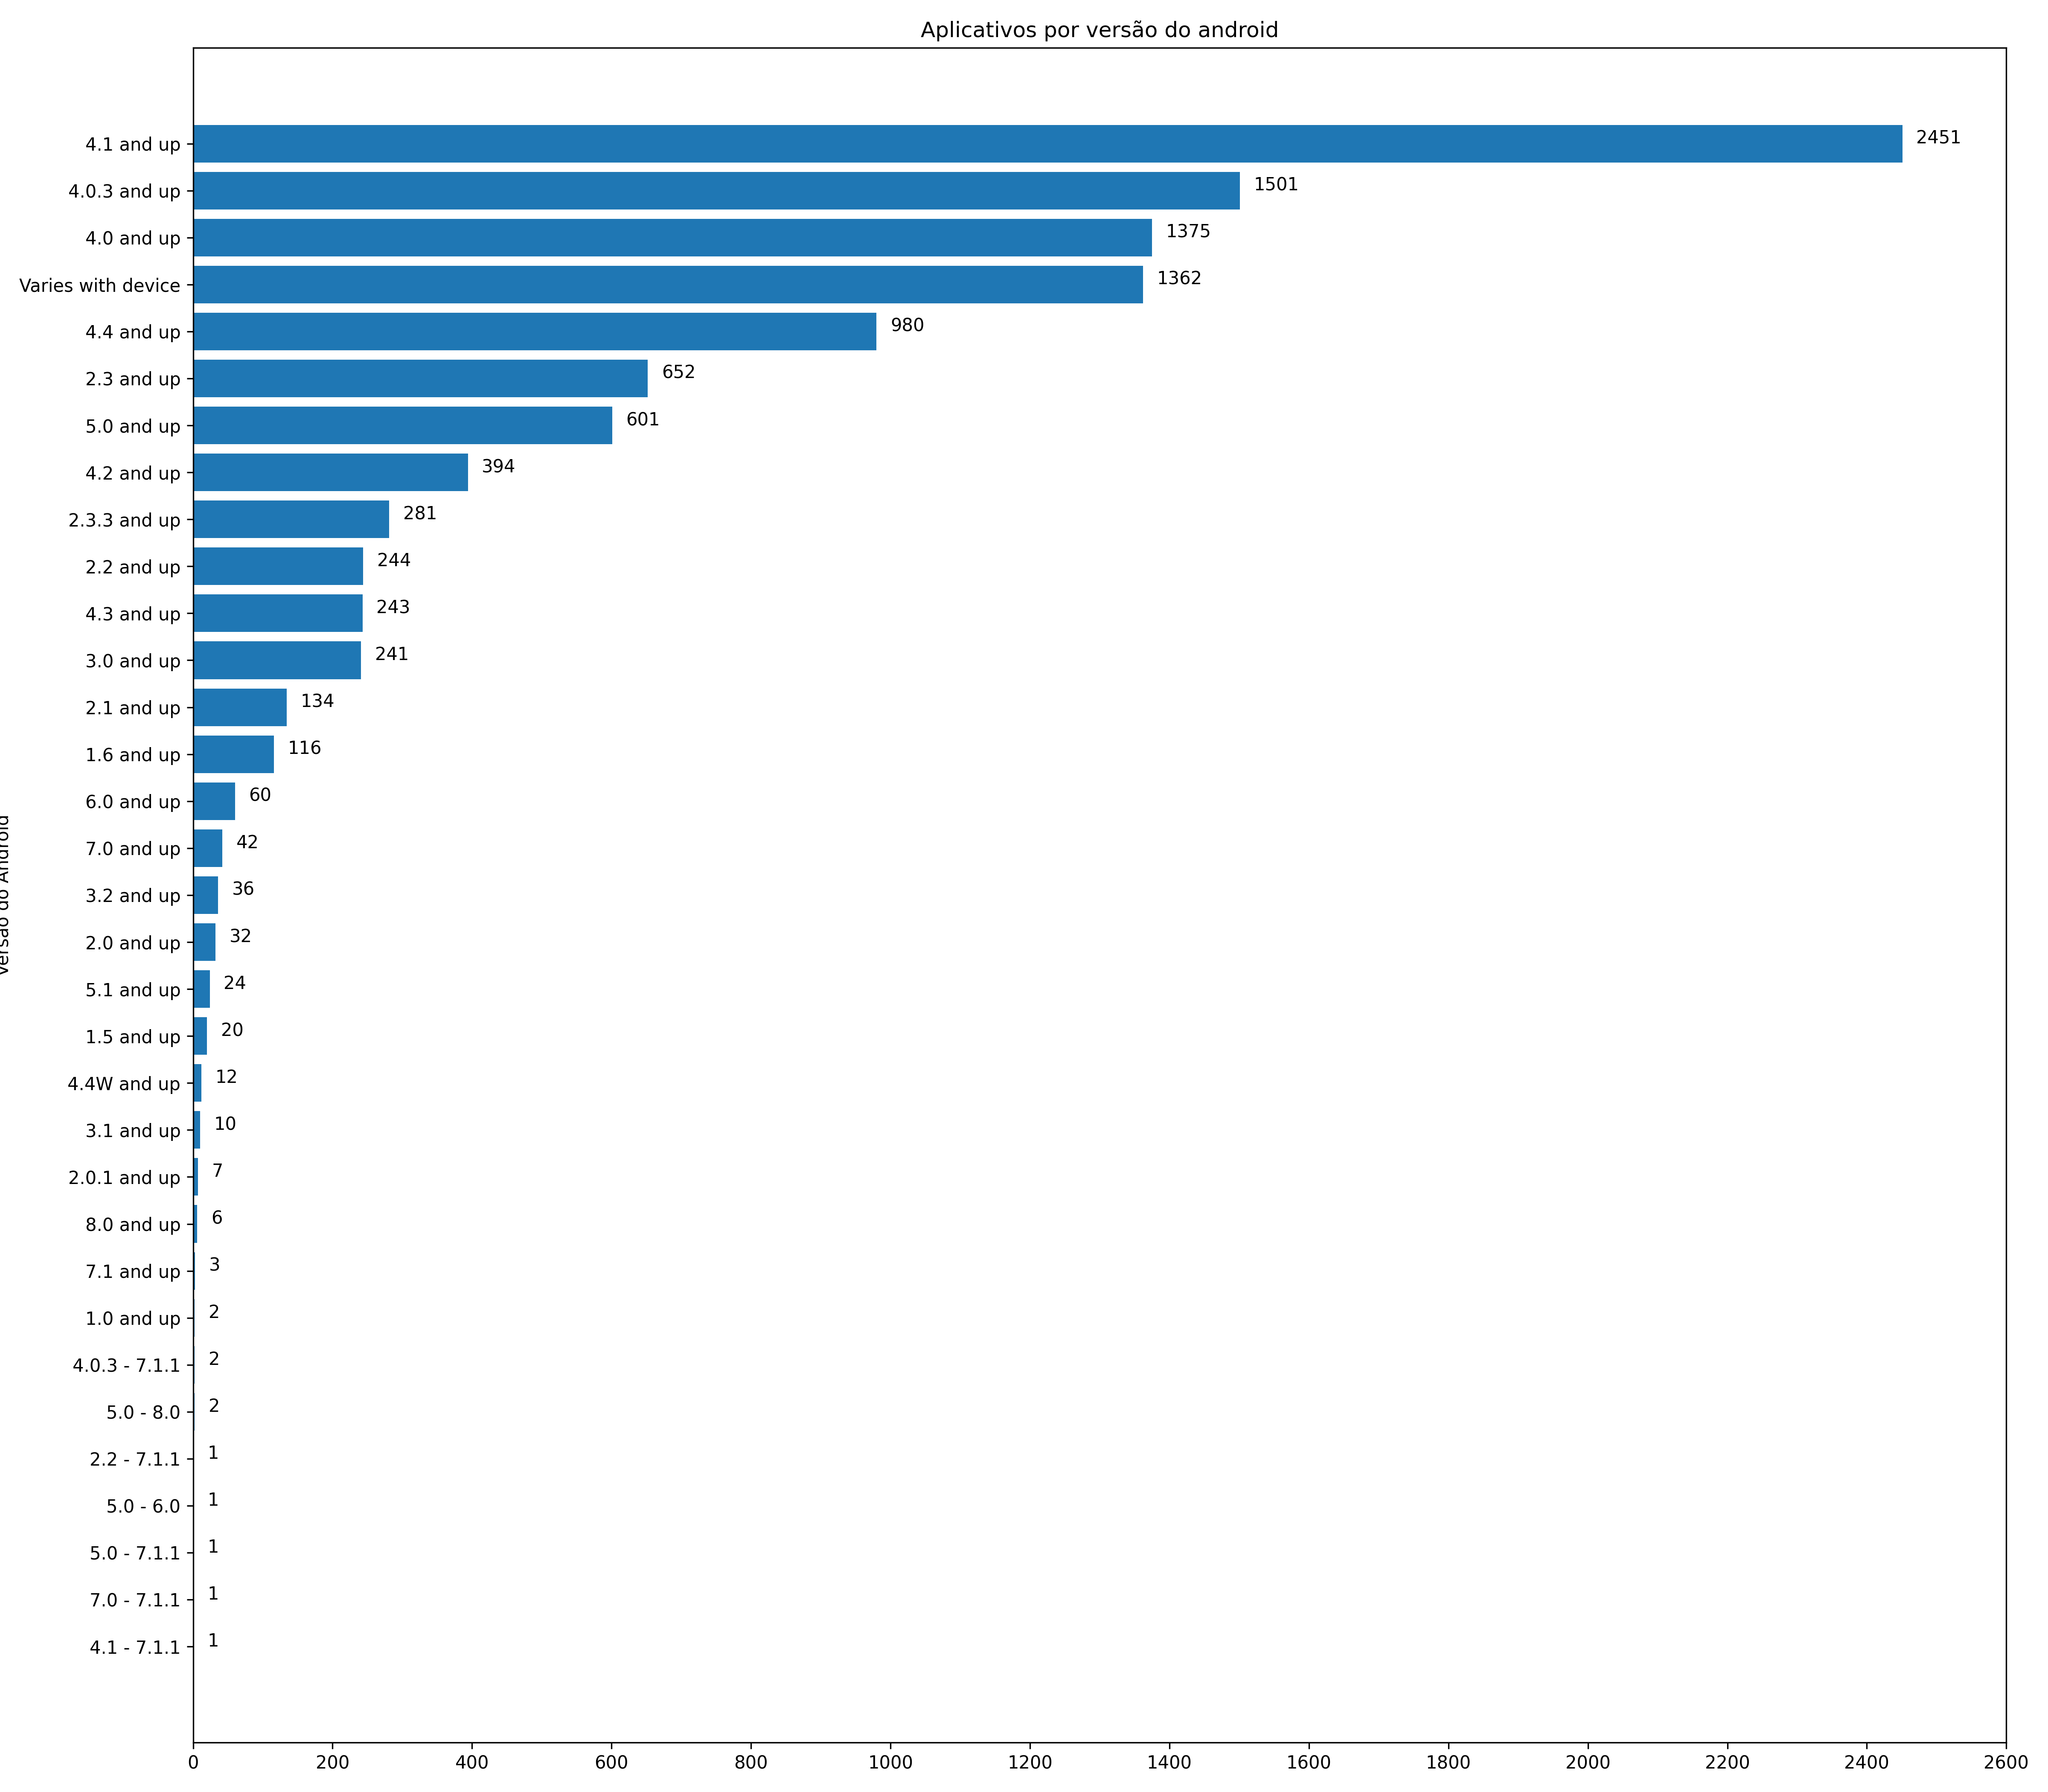 Aplicativos por versão do android
4.1 and up 2451
4.0.3 and up 1501
4.0 and up 1375
Varies with device 1362
4.4 and up 980
2.3 and up 652
5.0 and up 601
4.2 and up 394
2.3.3 and up 281
2.2 and up 244
4.3 and up 243
3.0 and up 241
2.1 and up 134
1.6 and up 116
6.0 and up 60
7.0 and up 42
3.2 and up 36
2.0 and up 32
5.1 and up 24
1.5 and up 20
4.4W and up 12
3.1 and up 10
2.0.1 and up 7
8.0 and up 6
7.1 and up 3
1.0 and up 2
4.0.3 - 7.1.1 2
5.0 - 8.0 2
2.2 - 7.1.1 1
5.0 - 6.0 1
5.0 - 7.1.1 1
7.0 - 7.1.1 1
4.1 - 7.1.1 1
Versão do Android
0 200 400 600 800 1000 1200 1400 1600 1800 2000 2200 2400 2600